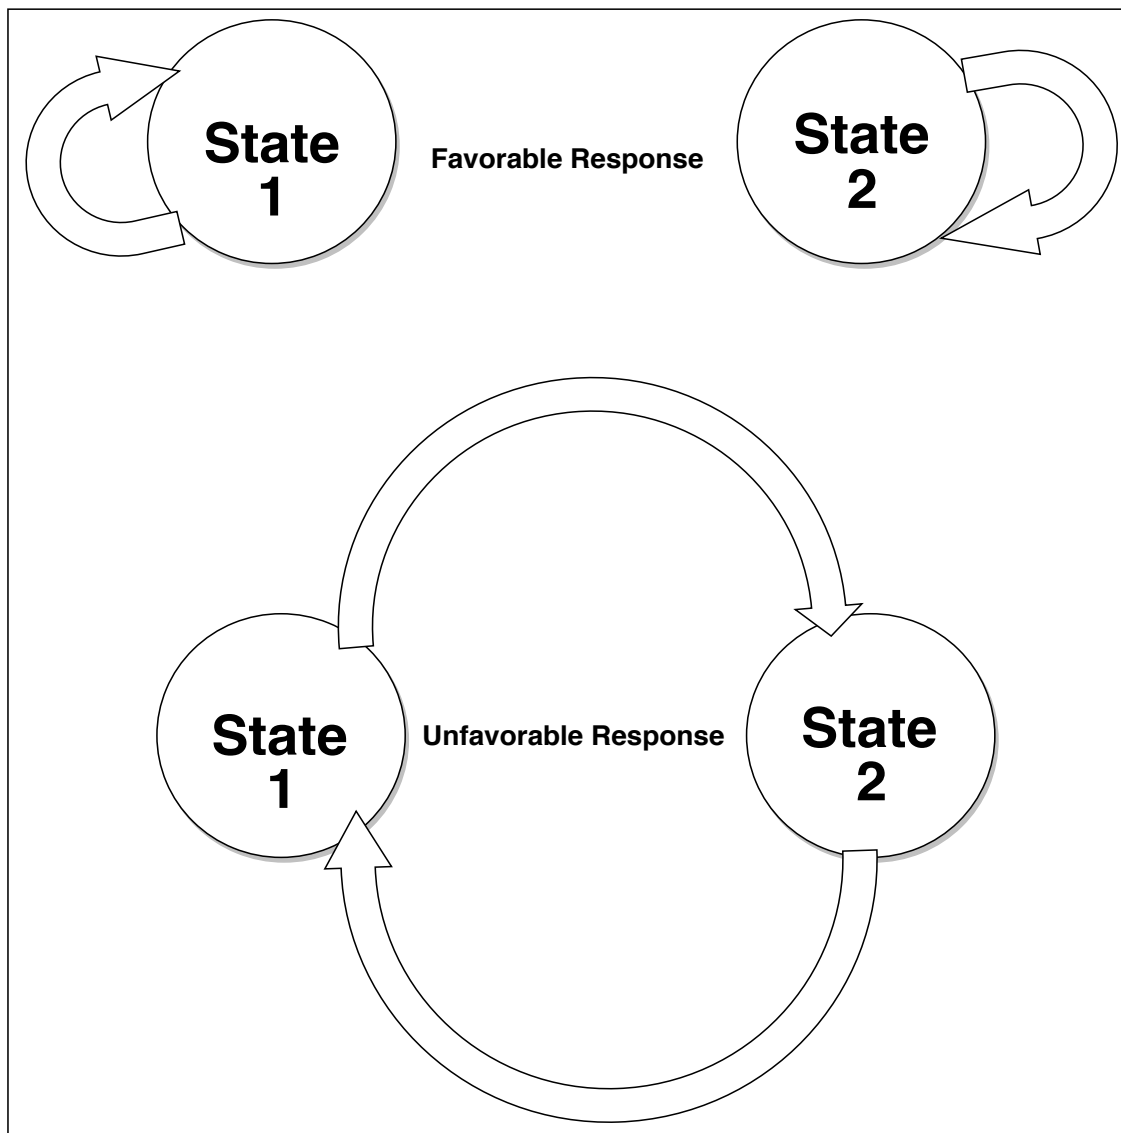 State
1
Favorable Response
State
2
State
1
Unfavorable Response
State
2